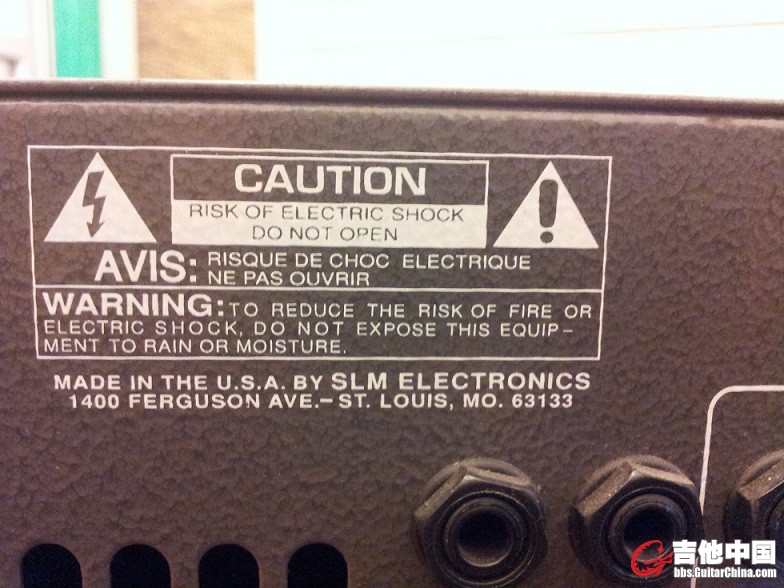 CAUTION
RISK OF ELECTRIC SHOCK
DO NOT OPEN
AVIS: RISQUE DE CHOC ELECTRIQUE
NE PAS OUVRIR
WARNING: TO REDUCE THE RISK OF FIRE OR
ELECTRIC SHOCK, DO NOT EXPOSE THIS EQUIP-
MENT TO RAIN OR MOISTURE.
MADE IN THE U.S.A. BY SLM ELECTRONICS
1400 FERGUSON AVE.– ST. LOUIS, MO. 63133
吉他中国
bbs.GuitarChina.com